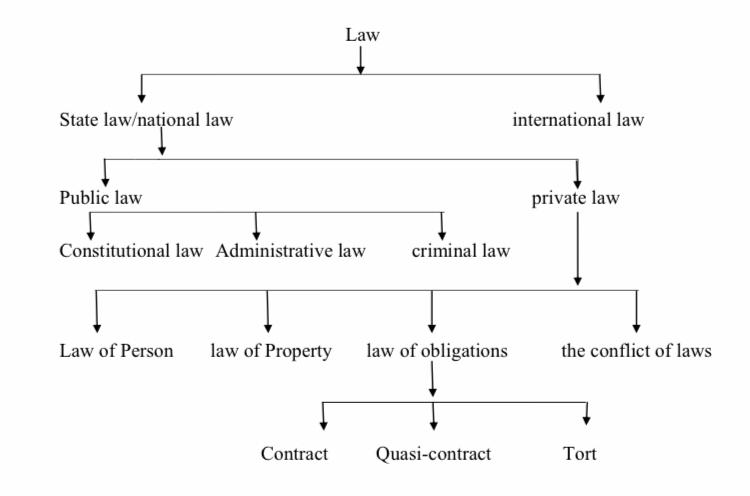 Law
State law/national law international law
Public law private law
Constitutional law Administrative law criminal law
Law of Person law of Property law of obligations the conflict of laws
Contract Quasi-contract Tort